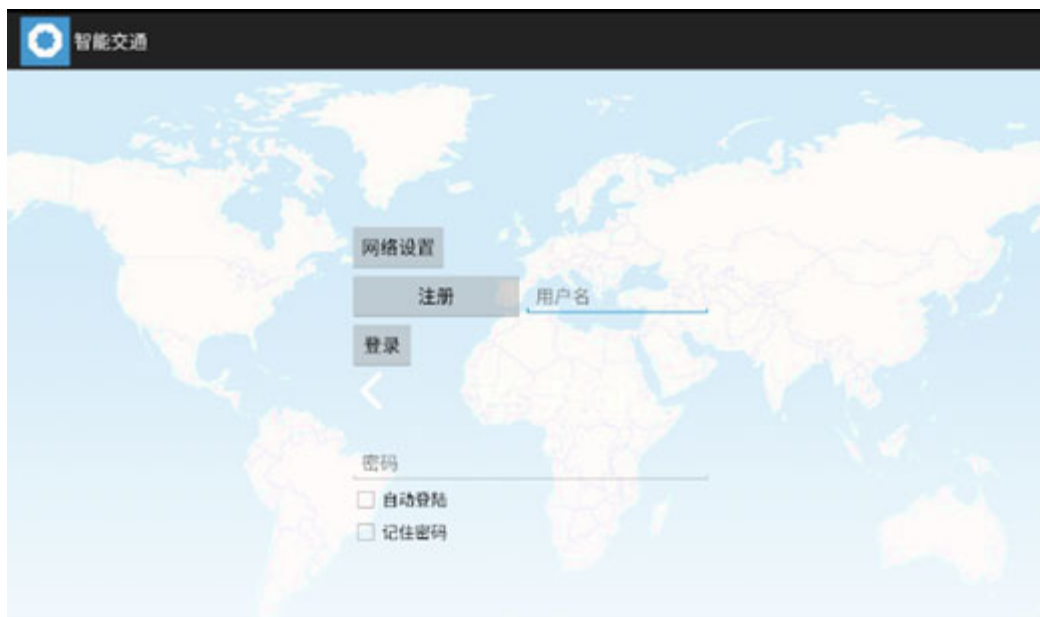 智能交通
网络设置
注册 用户名
登录
密码
自动登陆
记住密码